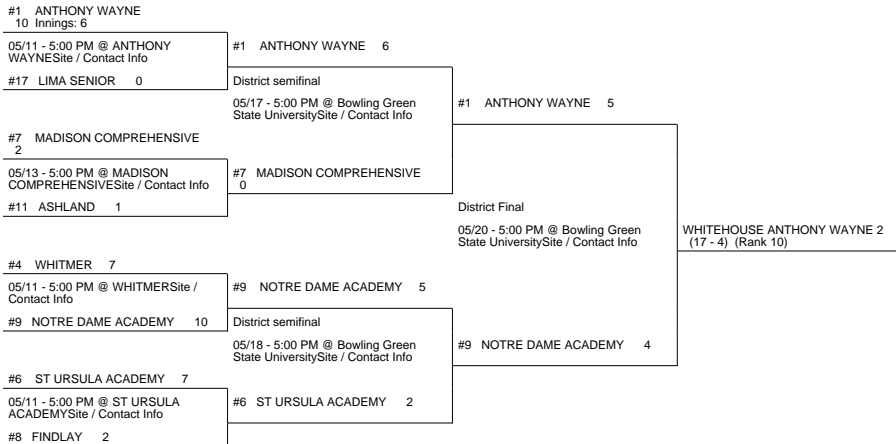 #1 ANTHONY WAYNE
10 Innings: 6
05/11 - 5:00 PM @ ANTHONY
WAYNESite / Contact Info
#17 LIMA SENIOR 0
#1 ANTHONY WAYNE 6
District semifinal
05/17 - 5:00 PM @ Bowling Green
State UniversitySite / Contact Info
#7 MADISON COMPREHENSIVE
2
05/13 - 5:00 PM @ MADISON
COMPREHENSIVESite / Contact Info
#11 ASHLAND 1
#7 MADISON COMPREHENSIVE
0
#1 ANTHONY WAYNE 5
District Final
05/20 - 5:00 PM @ Bowling Green
State UniversitySite / Contact Info
WHITEHOUSE ANTHONY WAYNE 2
(17 - 4) (Rank 10)
#4 WHITMER 7
05/11 - 5:00 PM @ WHITMERSite /
Contact Info
#9 NOTRE DAME ACADEMY 10
#9 NOTRE DAME ACADEMY 5
District semifinal
05/18 - 5:00 PM @ Bowling Green
State UniversitySite / Contact Info
#9 NOTRE DAME ACADEMY 4
#6 ST URSULA ACADEMY 7
05/11 - 5:00 PM @ ST URSULA
ACADEMYSite / Contact Info
#8 FINDLAY 2
#6 ST URSULA ACADEMY 2